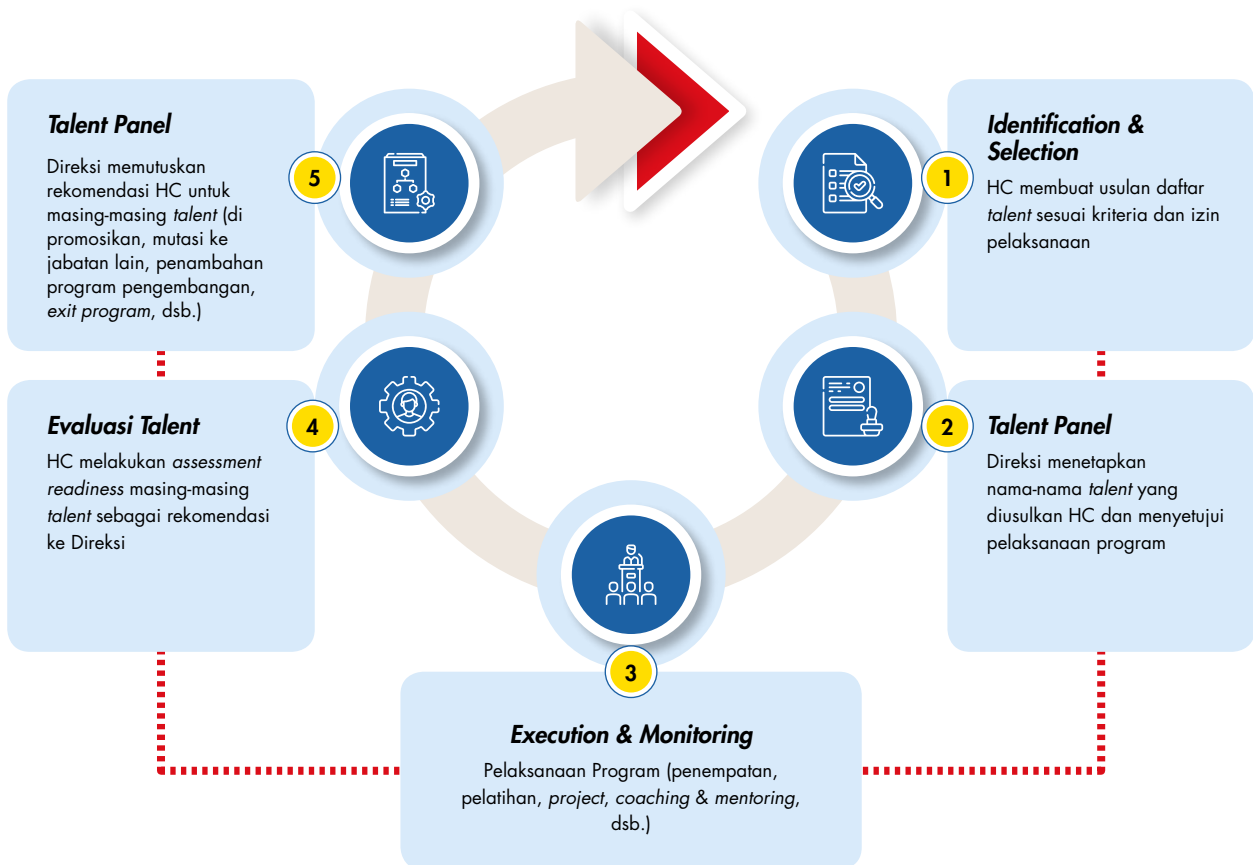 1
Identification &
Selection
HC membuat usulan daftar
talent sesuai kriteria dan izin
pelaksanaan
2
Talent Panel
Direksi menetapkan
nama-nama talent yang
diusulkan HC dan menyetujui
pelaksanaan program
3
Execution & Monitoring
Pelaksanaan Program (penempatan,
pelatihan, project, coaching & mentoring,
dsb.)
4
Evaluasi Talent
HC melakukan assessment
readiness masing-masing
talent sebagai rekomendasi
ke Direksi
5
Talent Panel
Direksi memutuskan
rekomendasi HC untuk
masing-masing talent (di
promosikan, mutasi ke
jabatan lain, penambahan
program pengembangan,
exit program, dsb.)